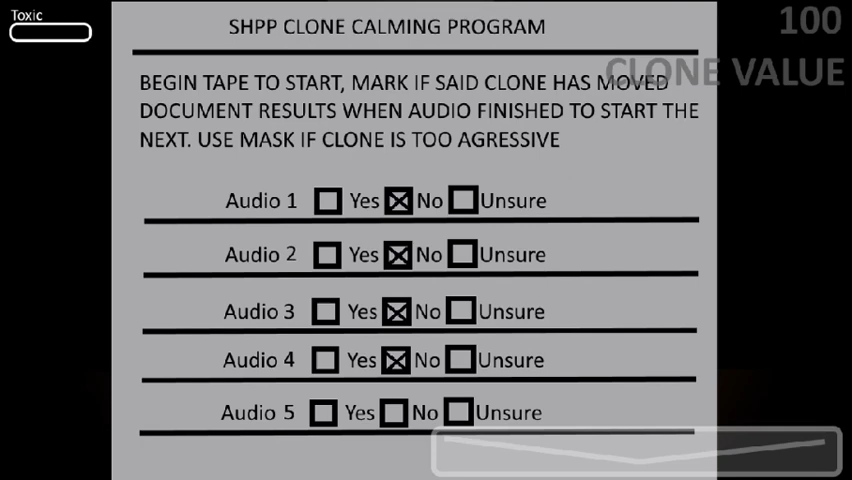 Toxic
100
CLONE VALUE
SHPP CLONE CALMING PROGRAM
BEGIN TAPE TO START, MARK IF SAID CLONE HAS MOVED
DOCUMENT RESULTS WHEN AUDIO FINISHED TO START THE
NEXT. USE MASK IF CLONE IS TOO AGRESSIVE
Audio 1 Yes No Unsure
Audio 2 Yes No Unsure
Audio 3 Yes No Unsure
Audio 4 Yes No Unsure
Audio 5 Yes No Unsure